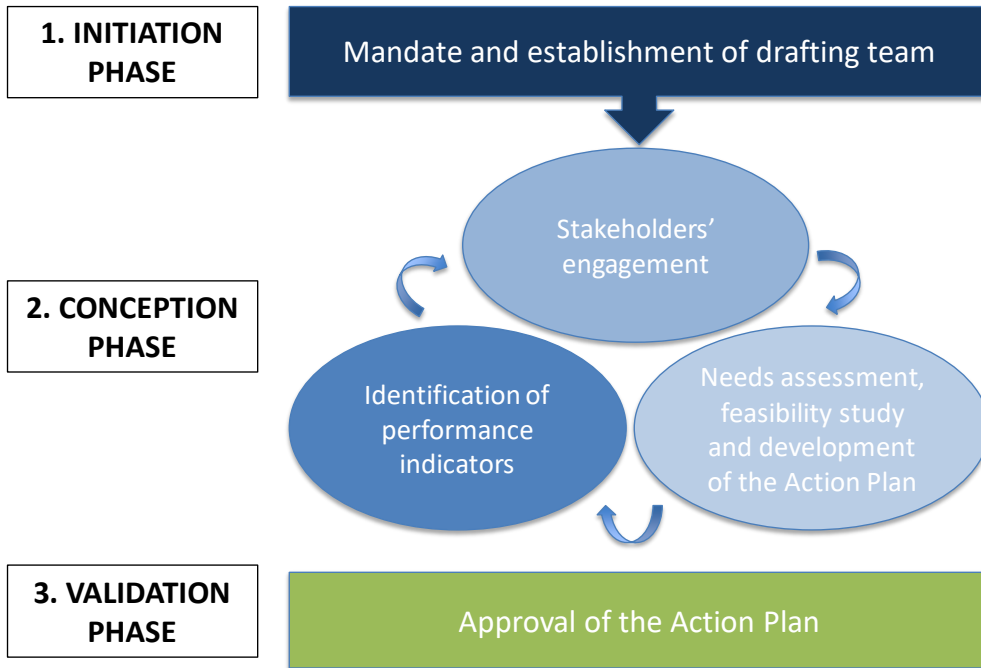 1. INITIATION
PHASE
Mandate and establishment of drafting team
Stakeholders’
engagement
2. CONCEPTION
PHASE
Identification of
performance
indicators
Needs assessment,
feasibility study
and development
of the Action Plan
3. VALIDATION
PHASE
Approval of the Action Plan